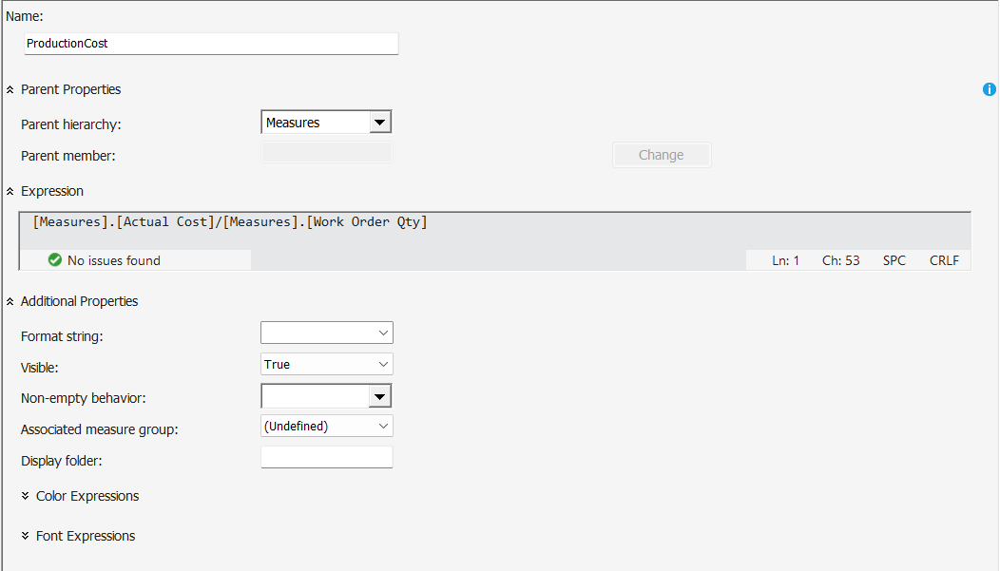 Name:
ProductionCost
Parent Properties
Parent hierarchy: Measures
Parent member: Change
Expression
[Measures].[Actual Cost]/[Measures].[Work Order Qty]
No issues found Ln: 1 Ch: 53 SPC CRLF
Additional Properties
Format string:
Visible: True
Non-empty behavior:
Associated measure group: (Undefined)
Display folder:
Color Expressions
Font Expressions